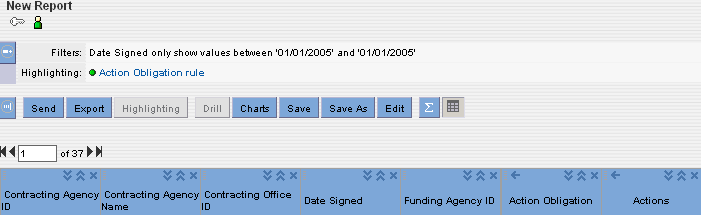 New Report
Filters: Date Signed only show values between '01/01/2005' and '01/01/2005'
Highlighting: Action Obligation rule
Send Export Highlighting Drill Charts Save Save As Edit Σ
1 of 37
Contracting Agency ID
Contracting Agency Name
Contracting Office ID
Date Signed
Funding Agency ID
Action Obligation
Actions